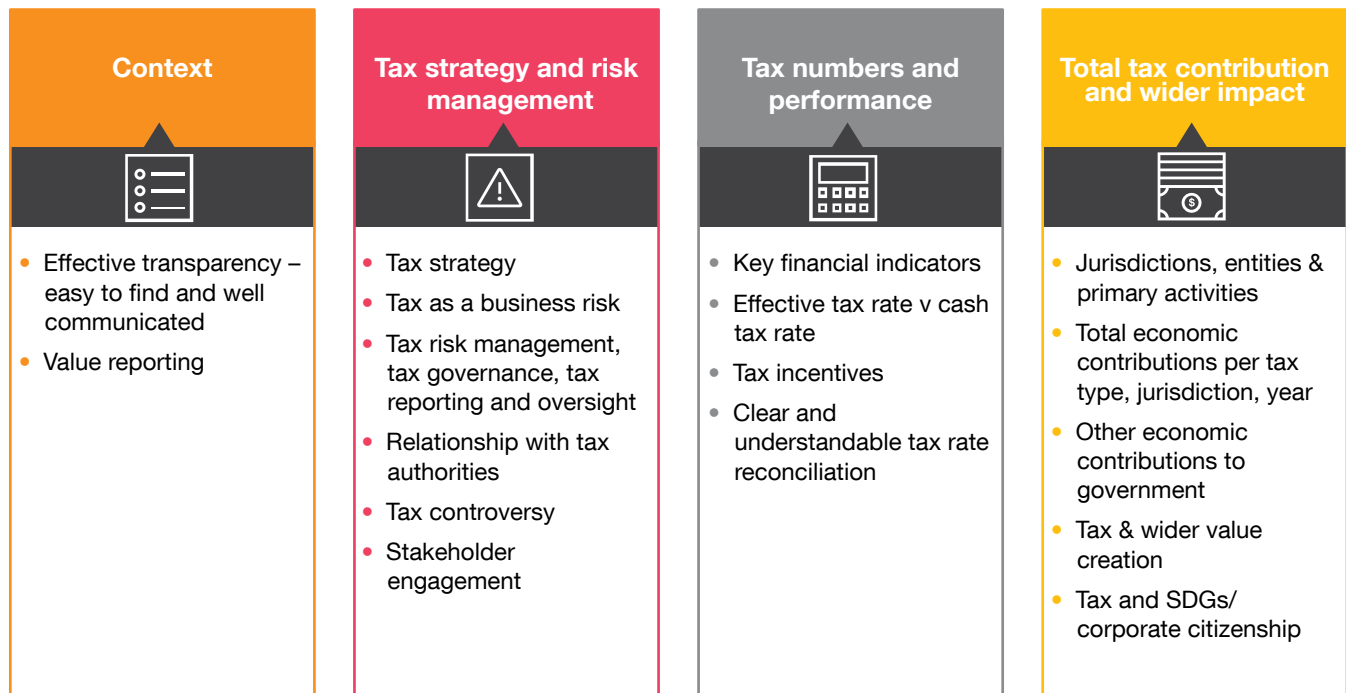 Context
Effective transparency –
easy to find and well
communicated
Value reporting
Tax strategy and risk
management
Tax strategy
Tax as a business risk
Tax risk management,
tax governance, tax
reporting and oversight
Relationship with tax
authorities
Tax controversy
Stakeholder
engagement
Tax numbers and
performance
Key financial indicators
Effective tax rate v cash
tax rate
Tax incentives
Clear and
understandable tax rate
reconciliation
Total tax contribution
and wider impact
$
Jurisdictions, entities &
primary activities
Total economic
contributions per tax
type, jurisdiction, year
Other economic
contributions to
government
Tax & wider value
creation
Tax and SDGs/
corporate citizenship